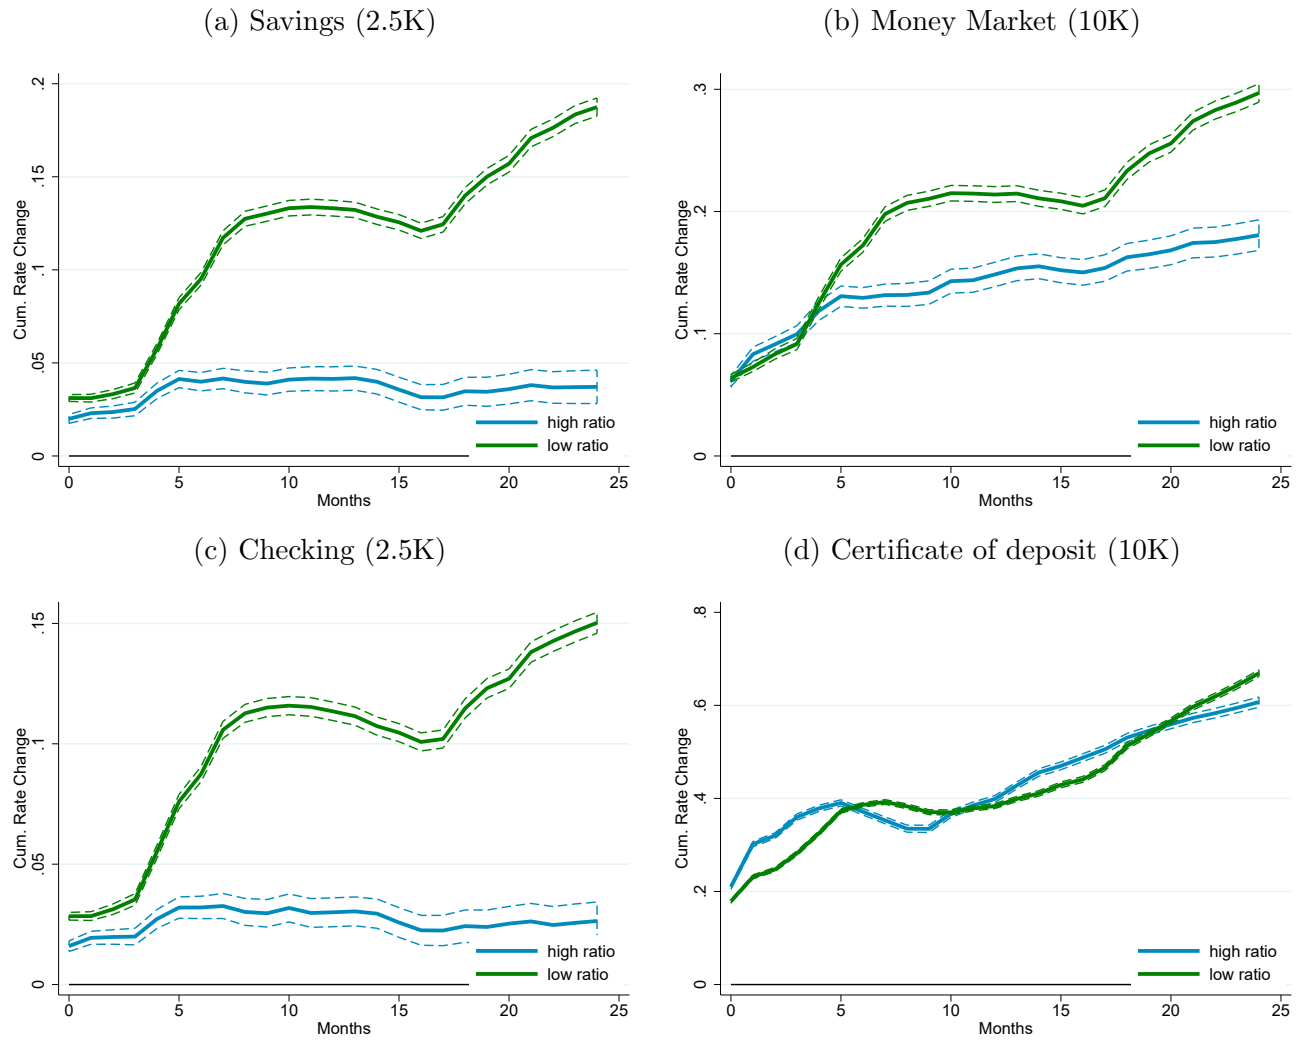 (a) Savings (2.5K)
Cum. Rate Change
.2
.15
.1
.05
0
high ratio
low ratio
0 5 10 15 20 25
Months
(b) Money Market (10K)
Cum. Rate Change
.3
.2
.1
0
high ratio
low ratio
0 5 10 15 20 25
Months
(c) Checking (2.5K)
Cum. Rate Change
.15
.1
.05
0
high ratio
low ratio
0 5 10 15 20 25
Months
(d) Certificate of deposit (10K)
Cum. Rate Change
.8
.6
.4
.2
0
high ratio
low ratio
0 5 10 15 20 25
Months